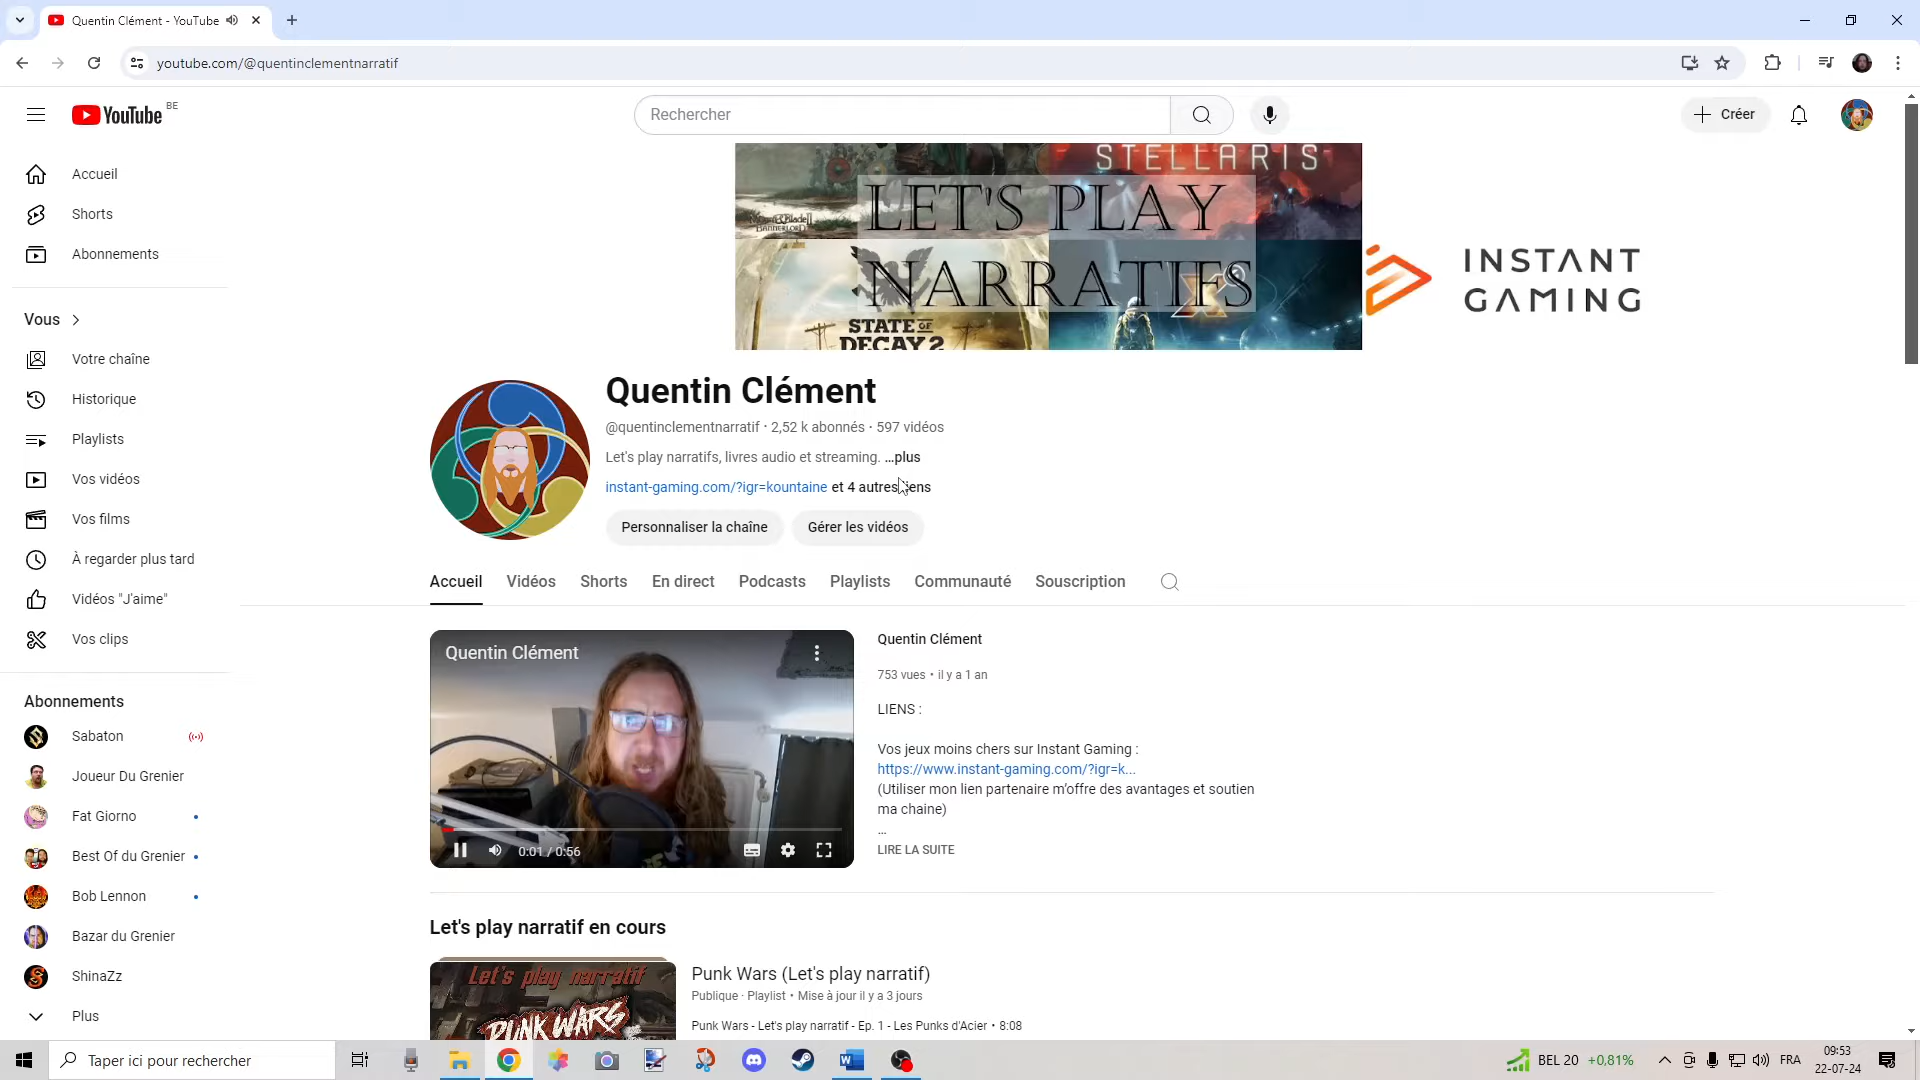 Quentin Clément - YouTube
youtube.com/@quentinclementnarratif
YouTube BE
Rechercher
Créer
Accueil
Shorts
Abonnements
Vous
Votre chaîne
Historique
Playlists
Vos vidéos
Vos films
À regarder plus tard
Vidéos "J'aime"
Vos clips
Abonnements
Sabaton
Joueur Du Grenier
Fat Giorno
Best Of du Grenier
Bob Lennon
Bazar du Grenier
ShinaZz
Plus
STELLARIS
LET'S PLAY
NARRATIFS
STATE OF
DECAY 2
INSTANT
GAMING
Quentin Clément
@quentinclementnarratif • 2,52 k abonnés • 597 vidéos
Let's play narratifs, livres audio et streaming. ...plus
instant-gaming.com/?igr=kountaine et 4 autres liens
Personnaliser la chaîne
Gérer les vidéos
Accueil Vidéos Shorts En direct Podcasts Playlists Communauté Souscription
Quentin Clément
0:01 / 0:56
Quentin Clément
753 vues • il y a 1 an
LIENS :
Vos jeux moins chers sur Instant Gaming :
https://www.instant-gaming.com/?igr=k...
(Utiliser mon lien partenaire m'offre des avantages et soutien
ma chaine)
...
LIRE LA SUITE
Let's play narratif en cours
Let's play narratif
PUNK WARS
Punk Wars (Let's play narratif)
Publique · Playlist • Mise à jour il y a 3 jours
Punk Wars - Let's play narratif - Ep. 1 - Les Punks d'Acier • 8:08
Taper ici pour rechercher
BEL 20 +0,81%
FRA
09:53
22-07-24